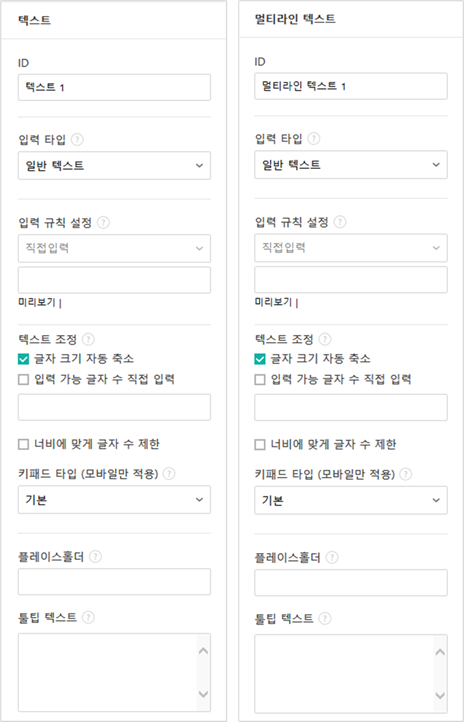 텍스트
ID
텍스트 1
입력 타입 ?
일반 텍스트
입력 규칙 설정 ?
직접입력
미리보기 |
텍스트 조정 ?
글자 크기 자동 축소
입력 가능 글자 수 직접 입력
너비에 맞게 글자 수 제한
키패드 타입 (모바일만 적용) ?
기본
플레이스홀더 ?
툴팁 텍스트 ?
멀티라인 텍스트
ID
멀티라인 텍스트 1
입력 타입 ?
일반 텍스트
입력 규칙 설정 ?
직접입력
미리보기 |
텍스트 조정 ?
글자 크기 자동 축소
입력 가능 글자 수 직접 입력
너비에 맞게 글자 수 제한
키패드 타입 (모바일만 적용) ?
기본
플레이스홀더 ?
툴팁 텍스트 ?